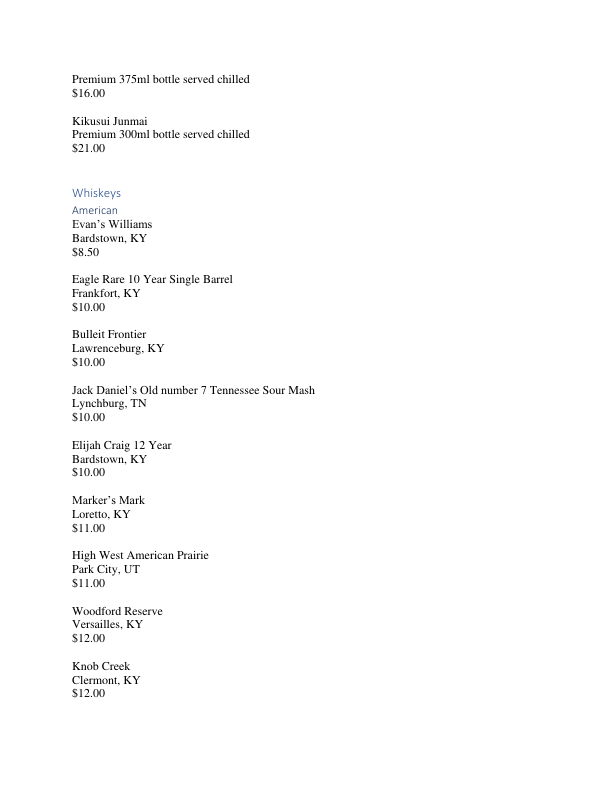 Premium 375ml bottle served chilled
$16.00
Kikusui Junmai
Premium 300ml bottle served chilled
$21.00
Whiskeys
American
Evan’s Williams
Bardstown, KY
$8.50
Eagle Rare 10 Year Single Barrel
Frankfort, KY
$10.00
Bulleit Frontier
Lawrenceburg, KY
$10.00
Jack Daniel’s Old number 7 Tennessee Sour Mash
Lynchburg, TN
$10.00
Elijah Craig 12 Year
Bardstown, KY
$10.00
Marker’s Mark
Loretto, KY
$11.00
High West American Prairie
Park City, UT
$11.00
Woodford Reserve
Versailles, KY
$12.00
Knob Creek
Clermont, KY
$12.00